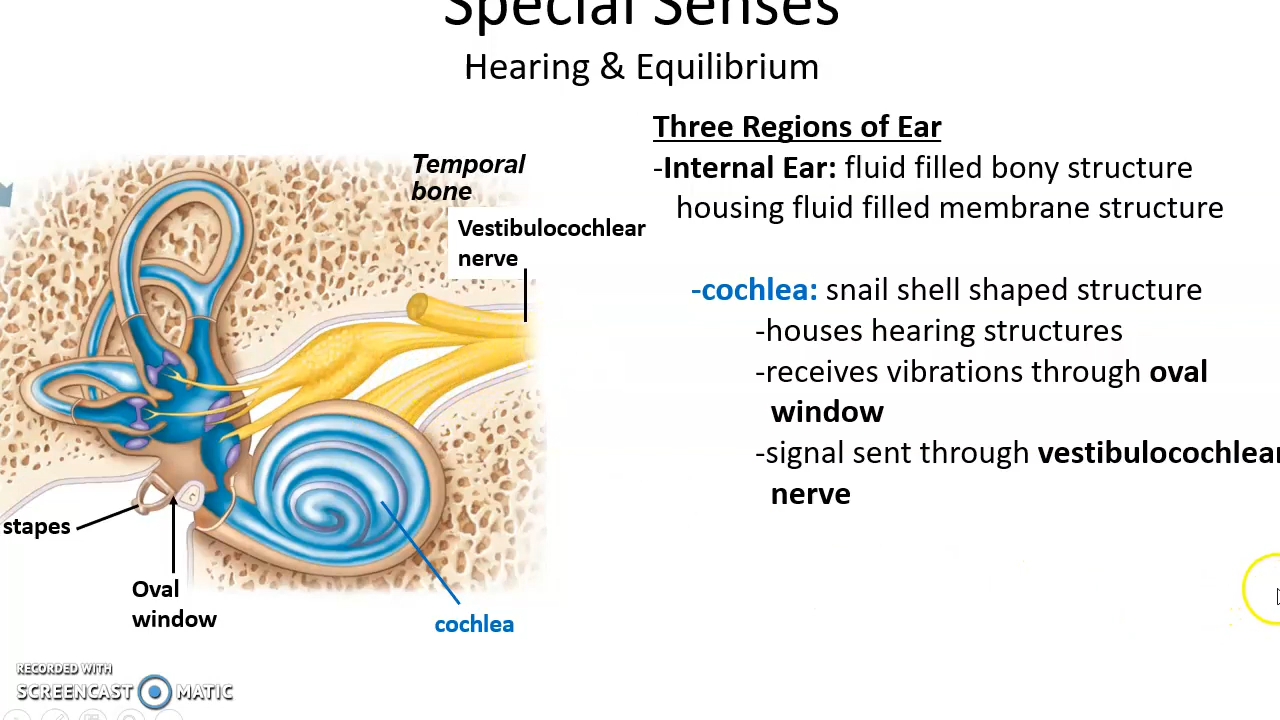 Special Senses
Hearing & Equilibrium
Three Regions of Ear
-Internal Ear: fluid filled bony structure
housing fluid filled membrane structure
-cochlea: snail shell shaped structure
-houses hearing structures
-receives vibrations through oval
window
-signal sent through vestibulocochlear
nerve
Temporal
bone
Vestibulocochlear
nerve
stapes
Oval
window
cochlea
RECORDED WITH
SCREENCAST MATIC